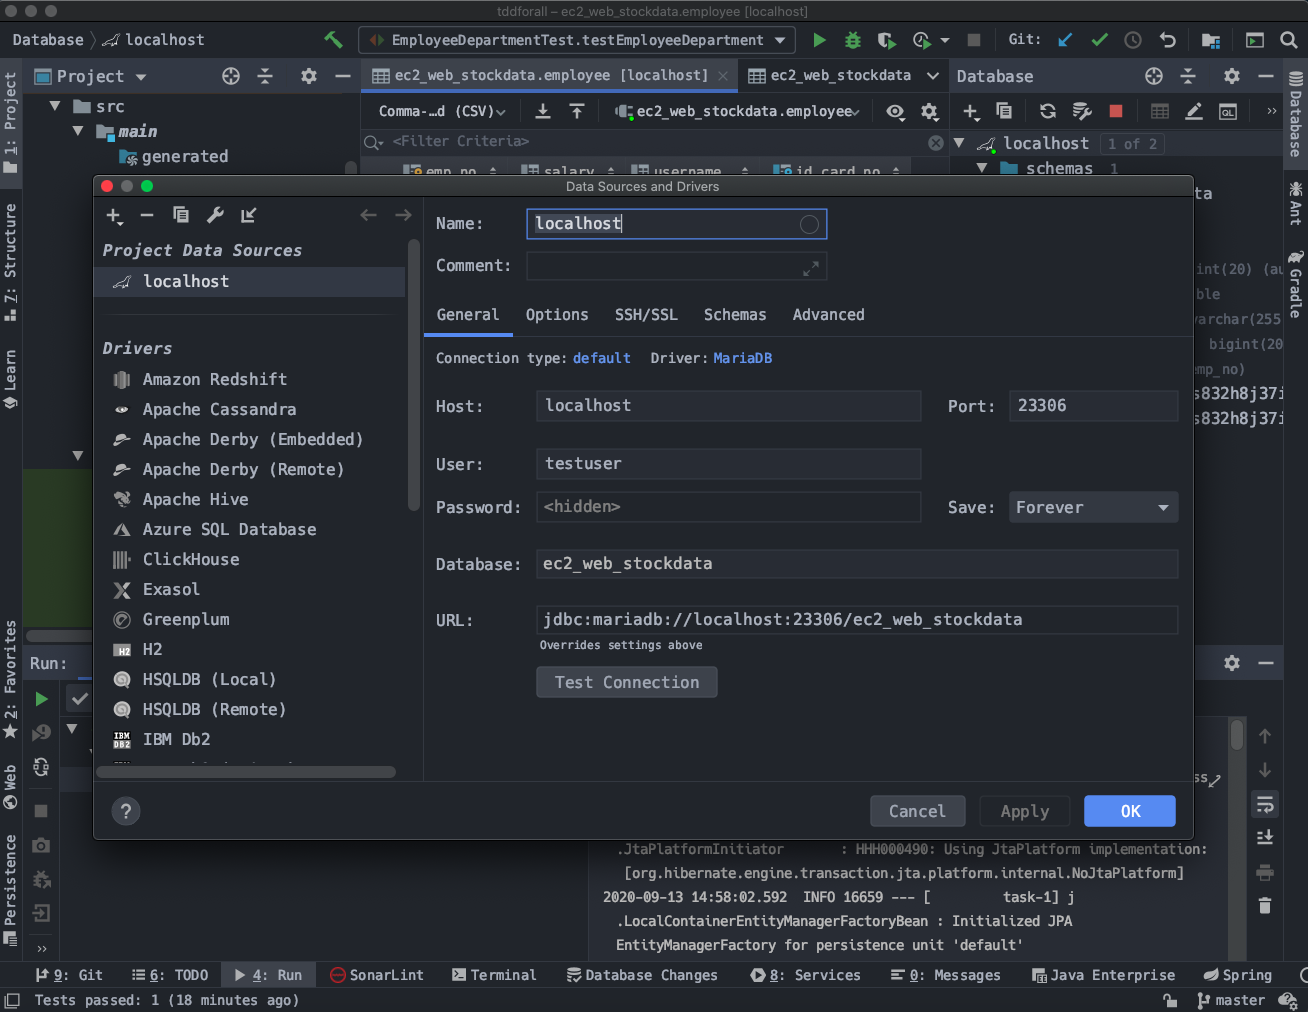 tddforall – ec2_web_stockdata.employee [localhost]
Database localhost EmployeeDepartmentTest.testEmployeeDepartment Git:
1: Project
Project
ec2_web_stockdata.employee [localhost]
ec2_web_stockdata
Database
Database
src
Comma-…d (CSV)
ec2_web_stockdata.employee
QL
main
<Filter Criteria>
localhost 1 of 2
generated
emp_no salary username id_card_no
schemas 1
Data Sources and Drivers
Name: localhost
Comment:
Project Data Sources
localhost
General Options SSH/SSL Schemas Advanced
Drivers
Connection type: default Driver: MariaDB
Amazon Redshift
Apache Cassandra
Host: localhost Port: 23306
Apache Derby (Embedded)
Apache Derby (Remote)
User: testuser
Apache Hive
Password: <hidden> Save: Forever
Azure SQL Database
ClickHouse
Database: ec2_web_stockdata
Exasol
Greenplum
URL: jdbc:mariadb://localhost:23306/ec2_web_stockdata
Overrides settings above
H2
HSQLDB (Local)
Test Connection
HSQLDB (Remote)
IBM Db2
? Cancel Apply OK
ta
int(20) (au
ble
varchar(255
bigint(20
emp_no)
s832h8j37i
s832h8j37i
Ant
Gradle
7: Structure
Learn
2: Favorites
Web
Persistence
Run:
ss
.JtaPlatformInitiator : HHH000490: Using JtaPlatform implementation:
[org.hibernate.engine.transaction.jta.platform.internal.NoJtaPlatform]
2020-09-13 14:58:02.592 INFO 16659 --- [ task-1] j
.LocalContainerEntityManagerFactoryBean : Initialized JPA
EntityManagerFactory for persistence unit 'default'
9: Git 6: TODO 4: Run SonarLint Terminal Database Changes 8: Services 0: Messages Java Enterprise Spring
Tests passed: 1 (18 minutes ago) master